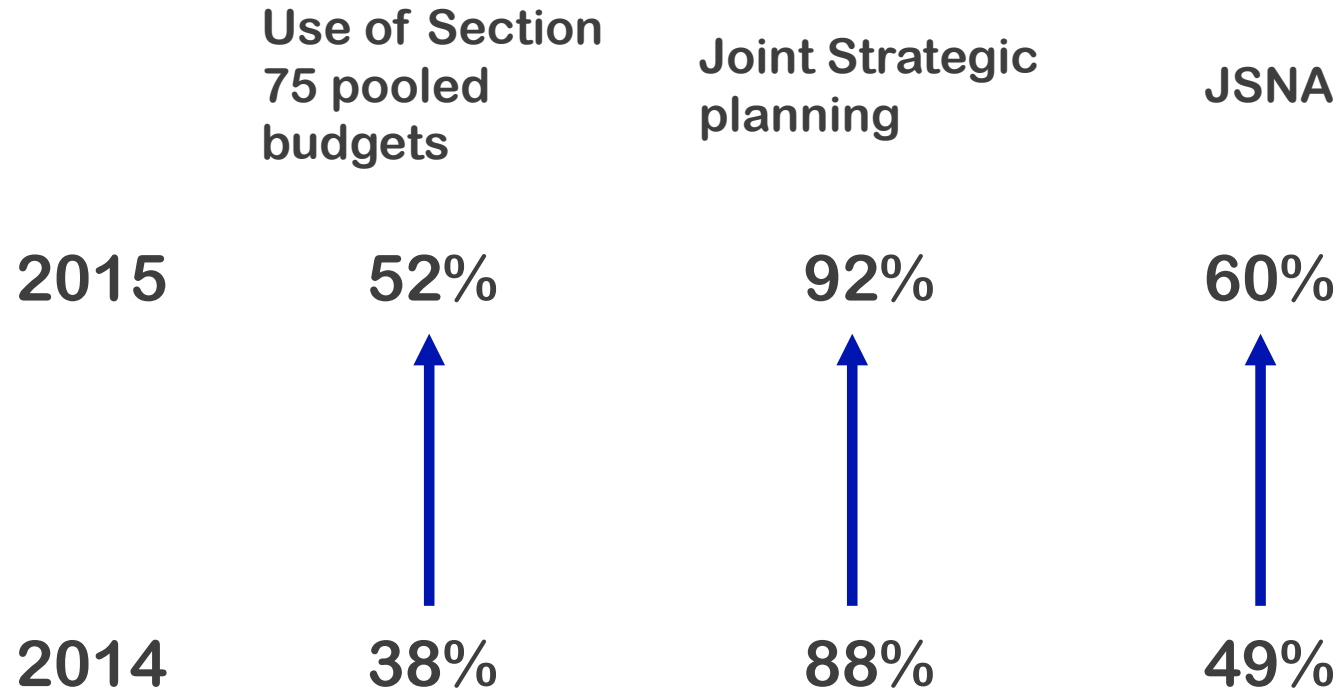 Use of Section
75 pooled
budgets
Joint Strategic
planning
JSNA
2015 52% 92% 60%
2014 38% 88% 49%